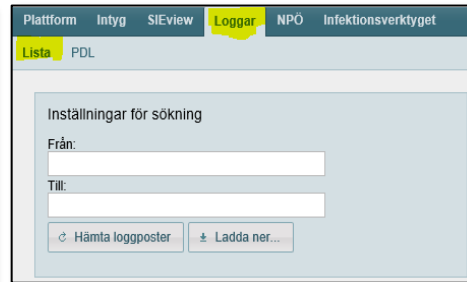 Plattform Intyg SIEview Loggar NPÖ Infektionsverktyget
Lista PDL
Inställningar för sökning
Från:
Till:
Hämta loggposter Ladda ner...